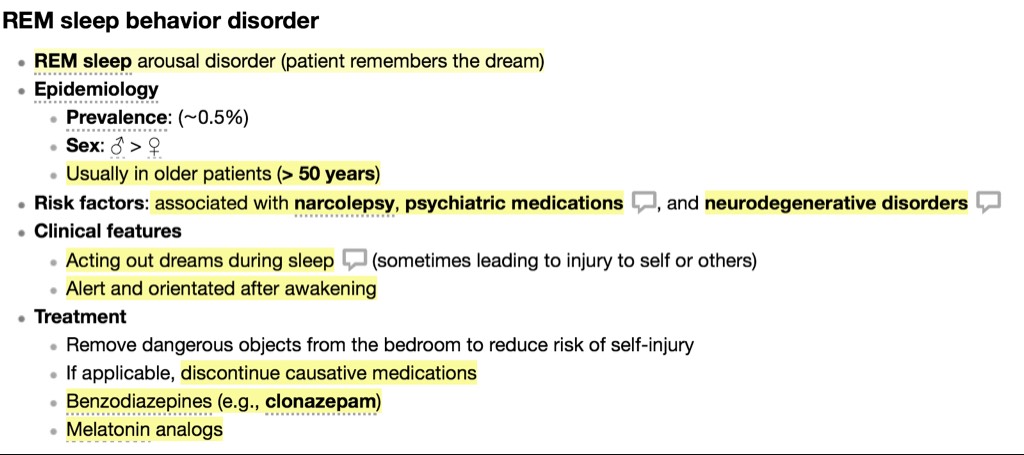 REM sleep behavior disorder
REM sleep arousal disorder (patient remembers the dream)
Epidemiology
Prevalence: (~0.5%)
Sex: ♂ > ♀
Usually in older patients (> 50 years)
Risk factors: associated with narcolepsy, psychiatric medications , and neurodegenerative disorders
Clinical features
Acting out dreams during sleep (sometimes leading to injury to self or others)
Alert and orientated after awakening
Treatment
Remove dangerous objects from the bedroom to reduce risk of self-injury
If applicable, discontinue causative medications
Benzodiazepines (e.g., clonazepam)
Melatonin analogs